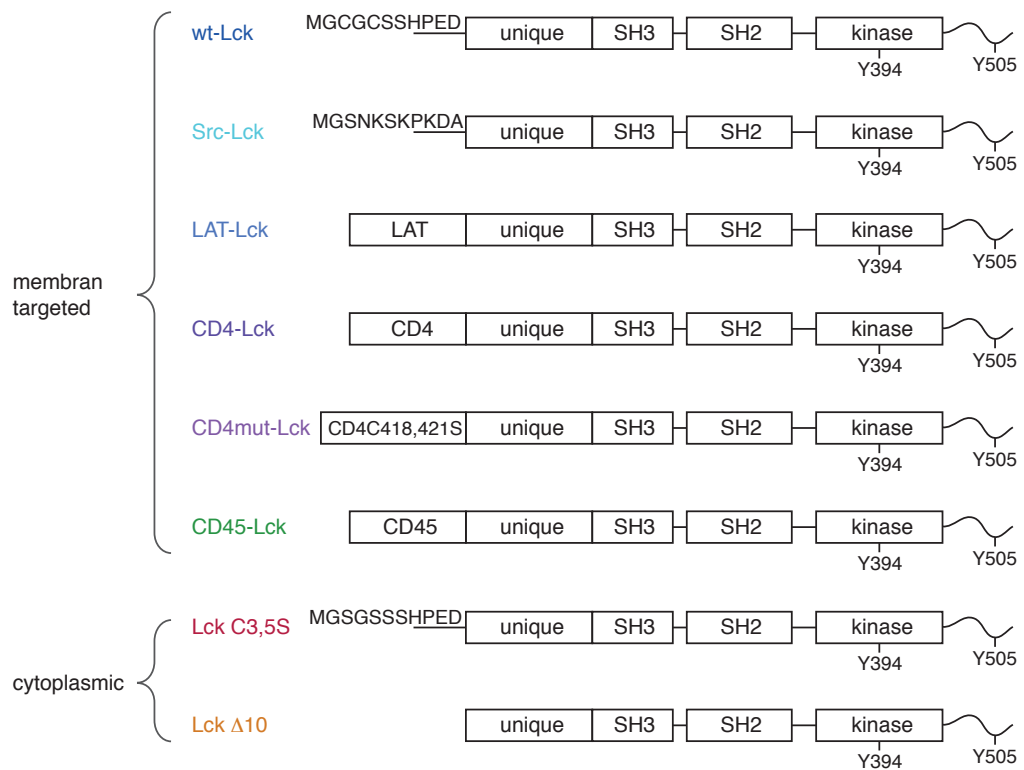 wt-Lck MGCGCSSHPED unique SH3 SH2 kinase
Y394 Y505
Src-Lck MGSNKSKPKDA unique SH3 SH2 kinase
Y394 Y505
LAT-Lck LAT unique SH3 SH2 kinase
Y394 Y505
membran
targeted
CD4-Lck CD4 unique SH3 SH2 kinase
Y394 Y505
CD4mut-Lck CD4C418,421S unique SH3 SH2 kinase
Y394 Y505
CD45-Lck CD45 unique SH3 SH2 kinase
Y394 Y505
Lck C3,5S MGSGSSSHPED unique SH3 SH2 kinase
Y394 Y505
cytoplasmic
Lck Δ10 unique SH3 SH2 kinase
Y394 Y505